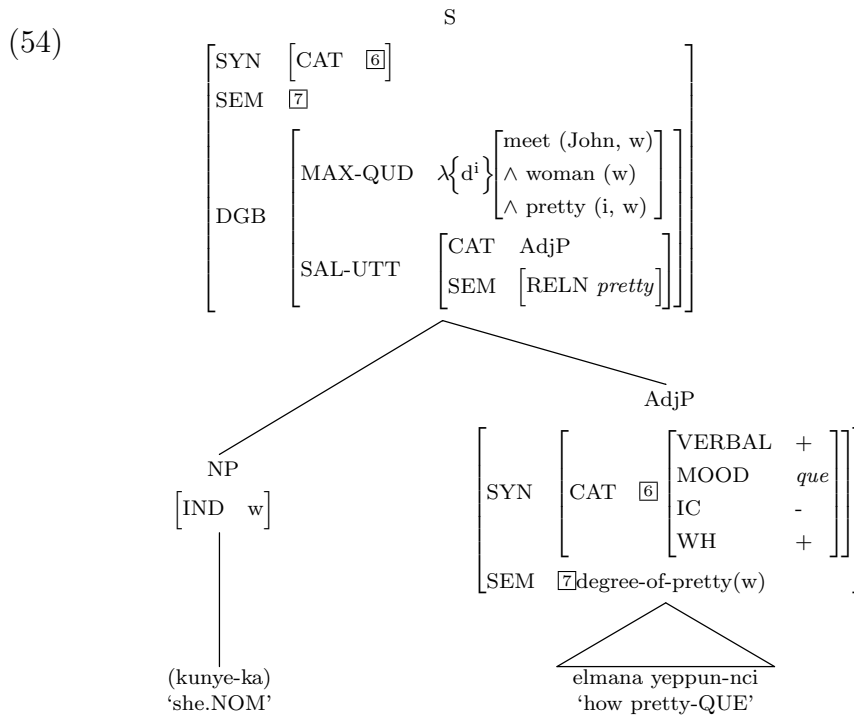 (54)
S
SYN [CAT 6]
SEM 7
meet (John, w)
MAX-QUD λ{dⁱ} ∧ woman (w)
∧ pretty (i, w)
DGB
CAT AdjP
SAL-UTT
SEM [RELN pretty]
AdjP
NP
[IND w]
VERBAL +
MOOD que
SYN CAT 6
IC -
WH +
SEM 7 degree-of-pretty(w)
(kunye-ka)
‘she.NOM’
elmana yeppun-nci
‘how pretty-QUE’